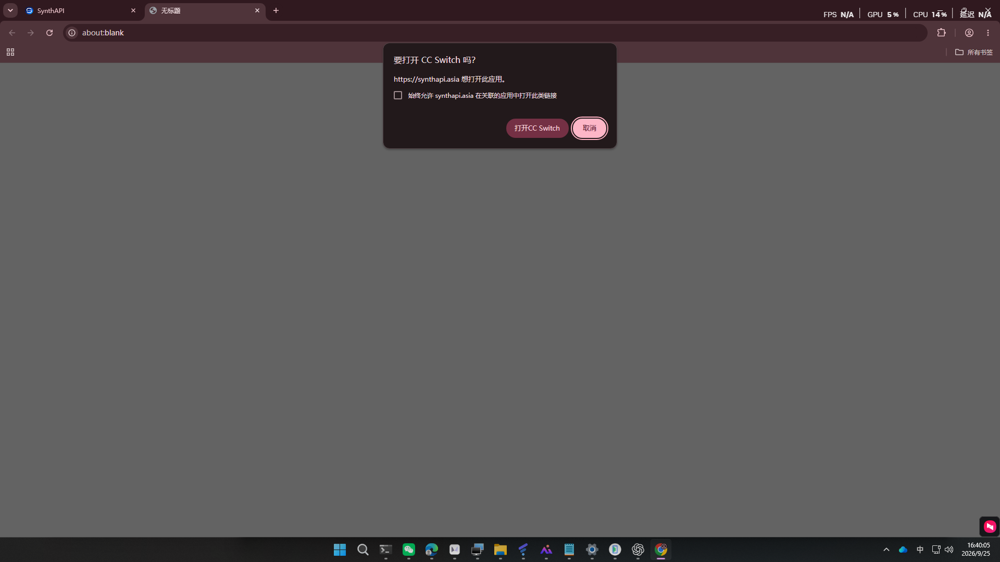 SynthAPI
无标题
FPS N/A GPU 5% CPU 14% 延迟 N/A
about:blank
所有书签
要打开 CC Switch 吗?
https://synthapi.asia 想打开此应用。
始终允许 synthapi.asia 在关联的应用中打开此类链接
打开CC Switch
取消
中
16:40:05
2026/9/25